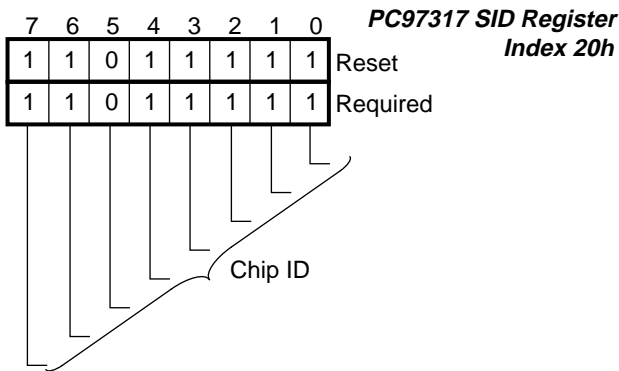 PC97317 SID Register
Index 20h
7 6 5 4 3 2 1 0
1 1 0 1 1 1 1 1 Reset
1 1 0 1 1 1 1 1 Required
Chip ID